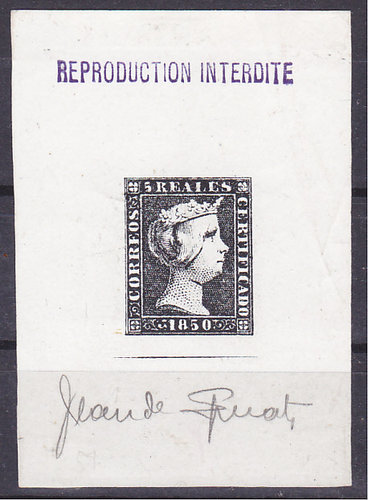 REPRODUCTION INTERDITE
5 REALES
CORREOS
CERTIFICADO
1850
Jean de Sperati